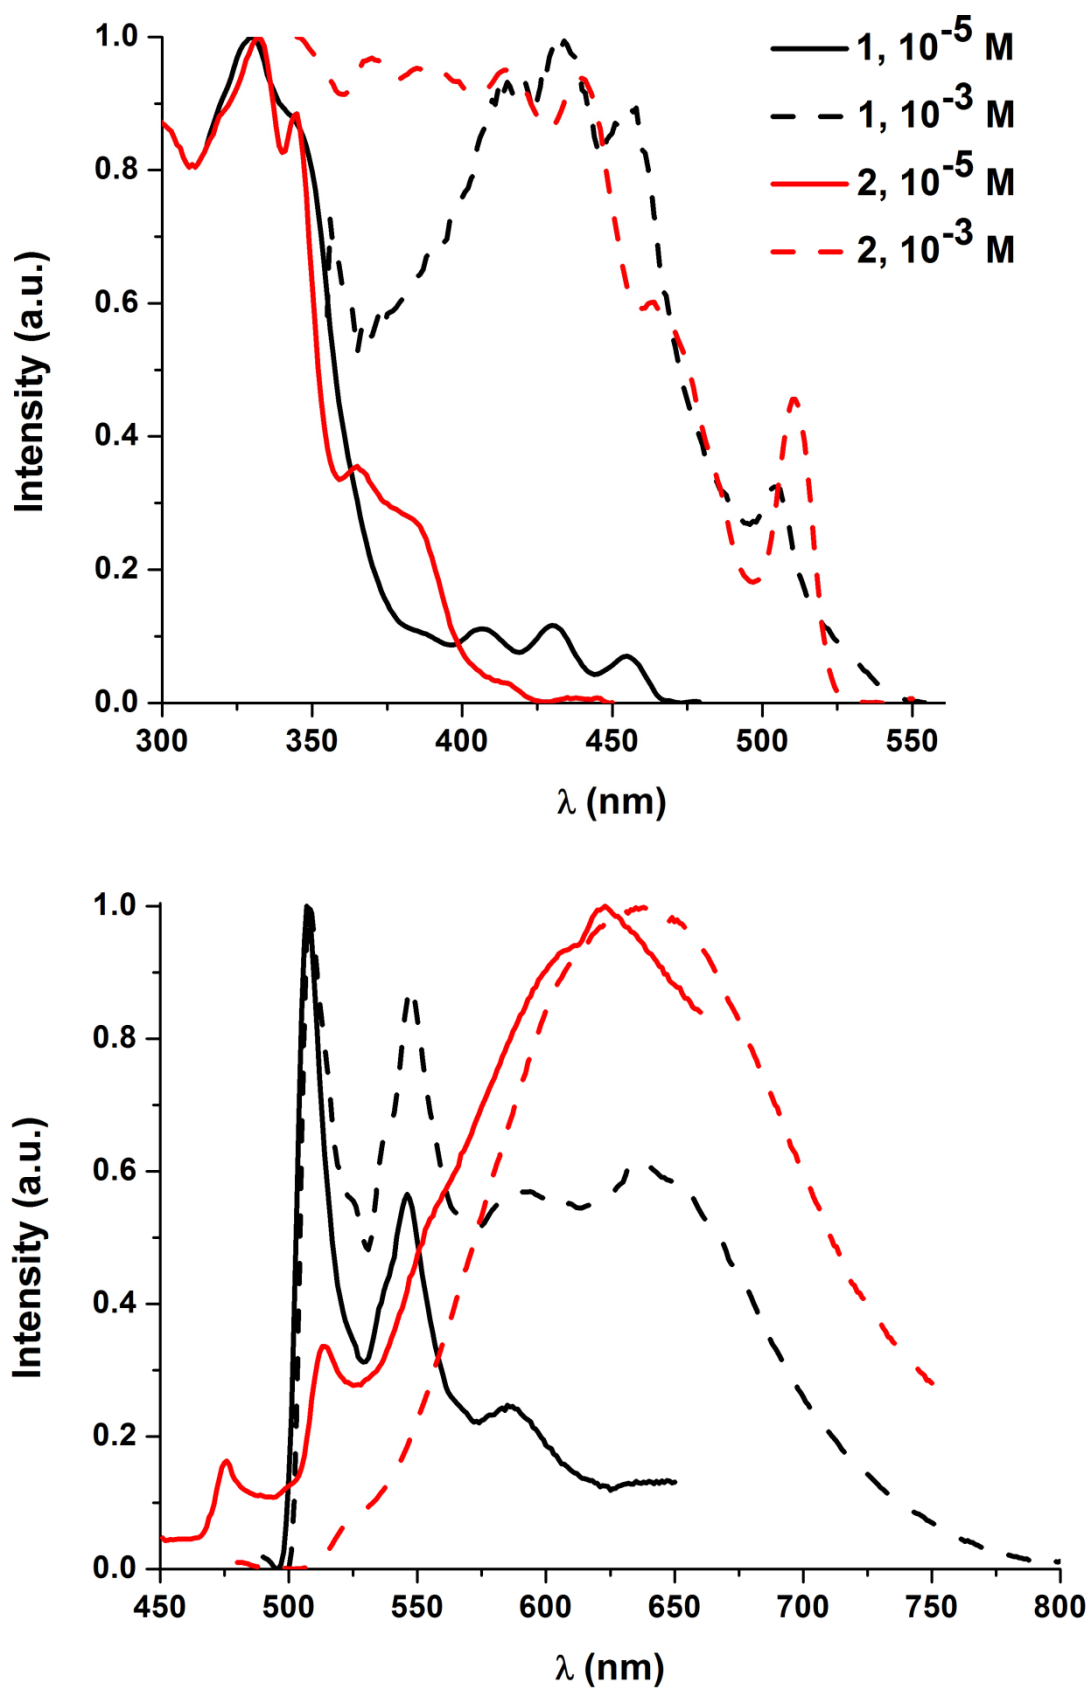 1.0
0.8
0.6
0.4
0.2
0.0
Intensity (a.u.)
300 350 400 450 500 550
λ (nm)
1, 10⁻⁵ M
1, 10⁻³ M
2, 10⁻⁵ M
2, 10⁻³ M
1.0
0.8
0.6
0.4
0.2
0.0
Intensity (a.u.)
450 500 550 600 650 700 750 800
λ (nm)